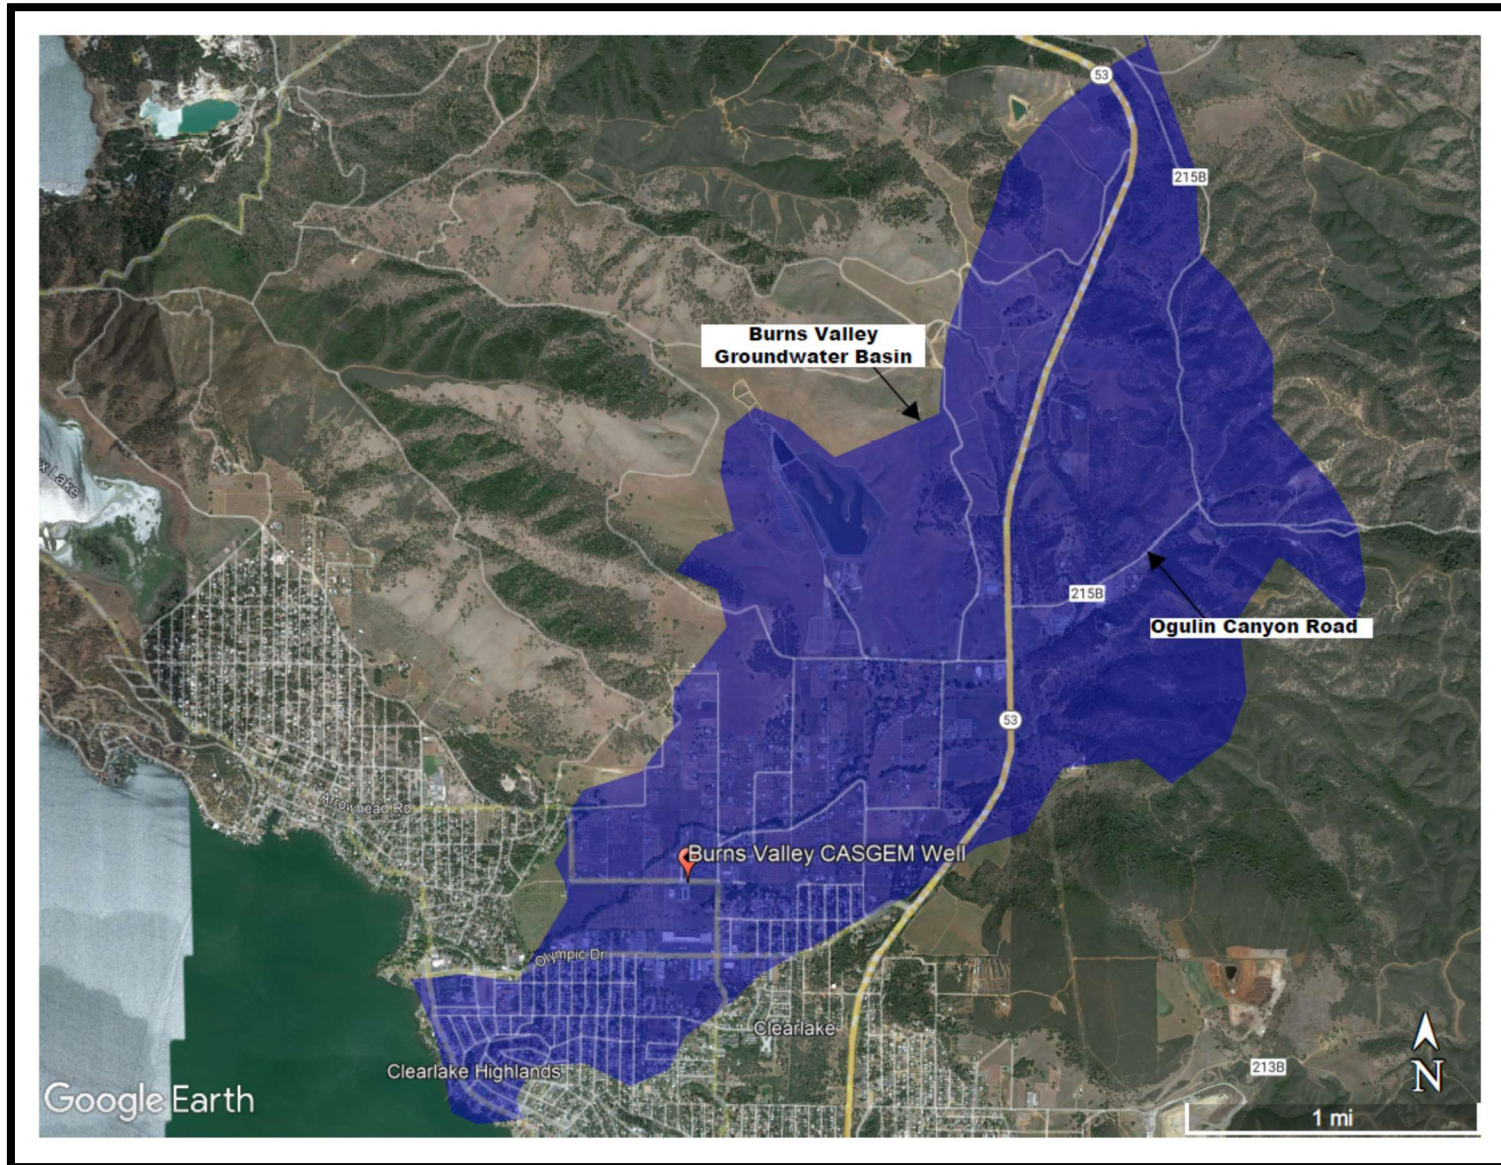 53
215B
Burns Valley
Groundwater Basin
x Lake
215B
Ogulin Canyon Road
53
Arrowhead Rd
Burns Valley CASGEM Well
Olympic Dr
Clearlake
Clearlake Highlands
213B
N
Google Earth
1 mi